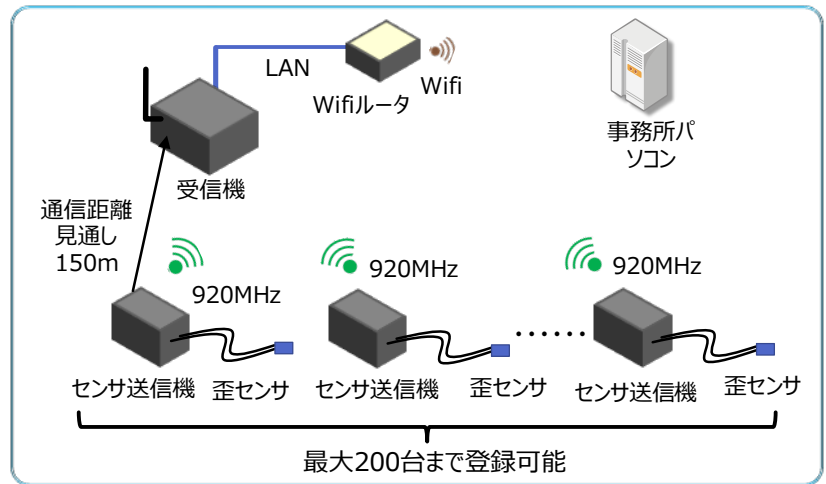 LAN
Wifi
Wifiルータ
事務所パ
ソコン
受信機
通信距離
見通し
150m
920MHz
920MHz
920MHz
……
センサ送信機
歪センサ
センサ送信機
歪センサ
センサ送信機
歪センサ
最大200台まで登録可能